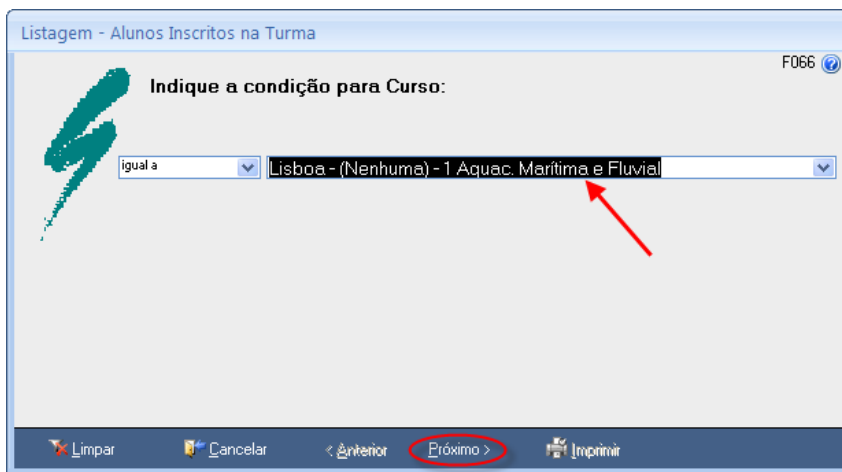 Listagem - Alunos Inscritos na Turma
F066
Indique a condição para Curso:
igual a Lisboa - (Nenhuma) - 1 Aquac. Marítima e Fluvial
Limpar Cancelar < Anterior Próximo > Imprimir